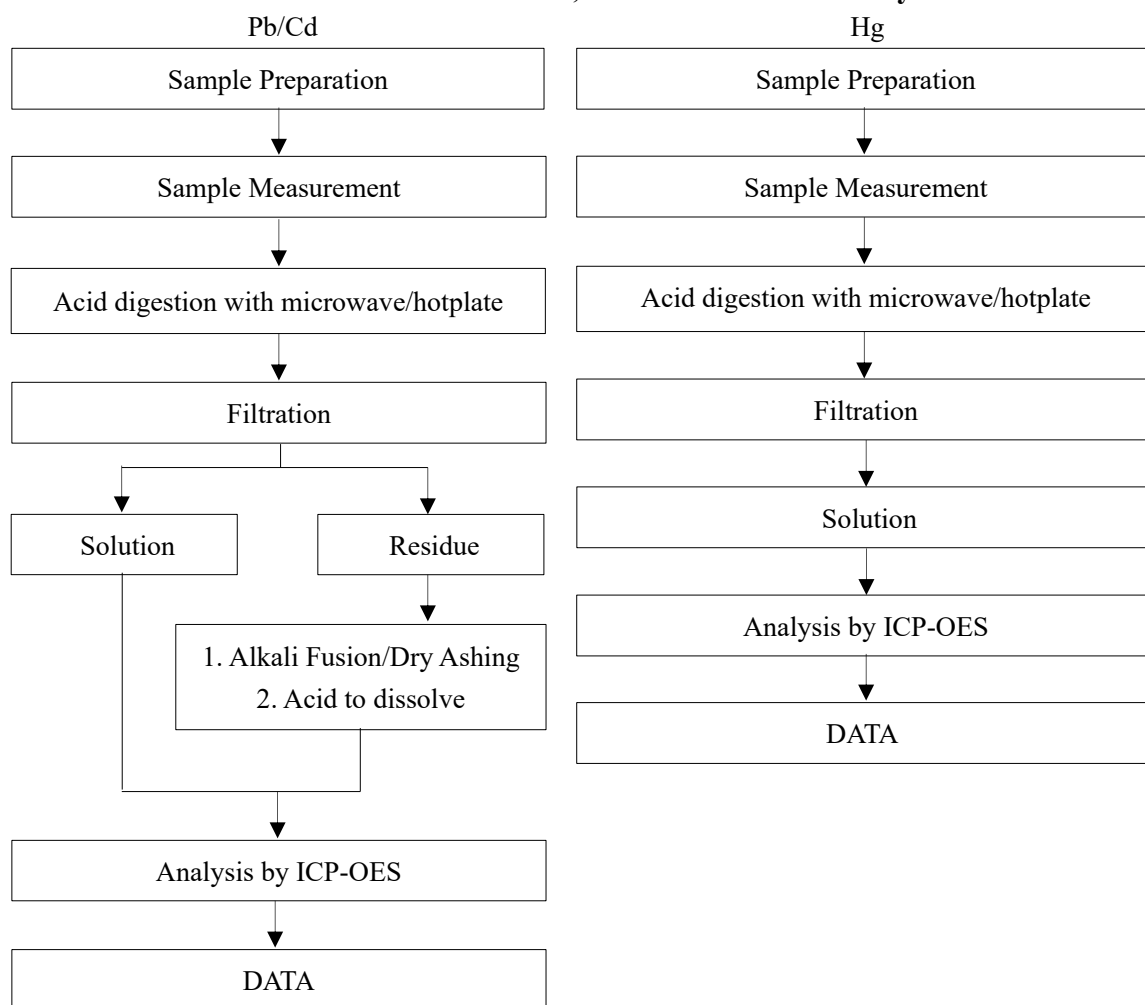 Pb/Cd
Sample Preparation
Sample Measurement
Acid digestion with microwave/hotplate
Filtration
Solution
Residue
1. Alkali Fusion/Dry Ashing
2. Acid to dissolve
Analysis by ICP-OES
DATA
Hg
Sample Preparation
Sample Measurement
Acid digestion with microwave/hotplate
Filtration
Solution
Analysis by ICP-OES
DATA